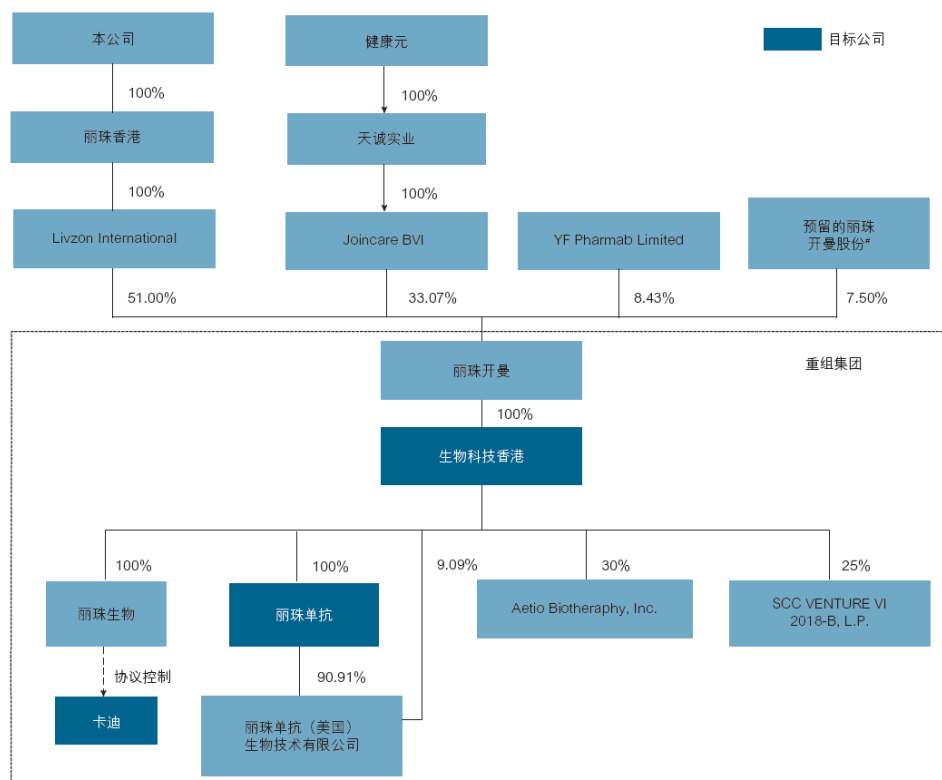 本公司
健康元
目标公司
100%
100%
丽珠香港
天诚实业
100%
100%
Livzon International
Joincare BVI
YF Pharmab Limited
预留的丽珠
开曼股份#
51.00%
33.07%
8.43%
7.50%
丽珠开曼
重组集团
100%
生物科技香港
100%
100%
9.09%
30%
25%
丽珠生物
丽珠单抗
Aetio Biotheraphy, Inc.
SCC VENTURE VI
2018-B, L.P.
协议控制
90.91%
卡迪
丽珠单抗（美国）
生物技术有限公司